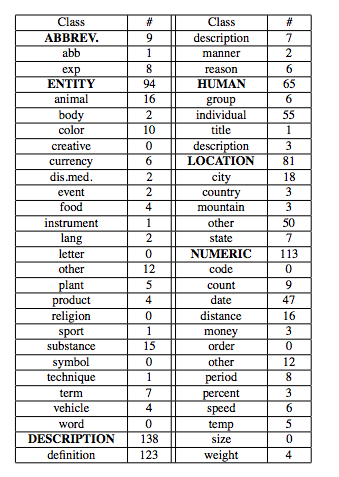 Class # Class #
ABBREV. 9 description 7
abb 1 manner 2
exp 8 reason 6
ENTITY 94 HUMAN 65
animal 16 group 6
body 2 individual 55
color 10 title 1
creative 0 description 3
currency 6 LOCATION 81
dis.med. 2 city 18
event 2 country 3
food 4 mountain 3
instrument 1 other 50
lang 2 state 7
letter 0 NUMERIC 113
other 12 code 0
plant 5 count 9
product 4 date 47
religion 0 distance 16
sport 1 money 3
substance 15 order 0
symbol 0 other 12
technique 1 period 8
term 7 percent 3
vehicle 4 speed 6
word 0 temp 5
DESCRIPTION 138 size 0
definition 123 weight 4